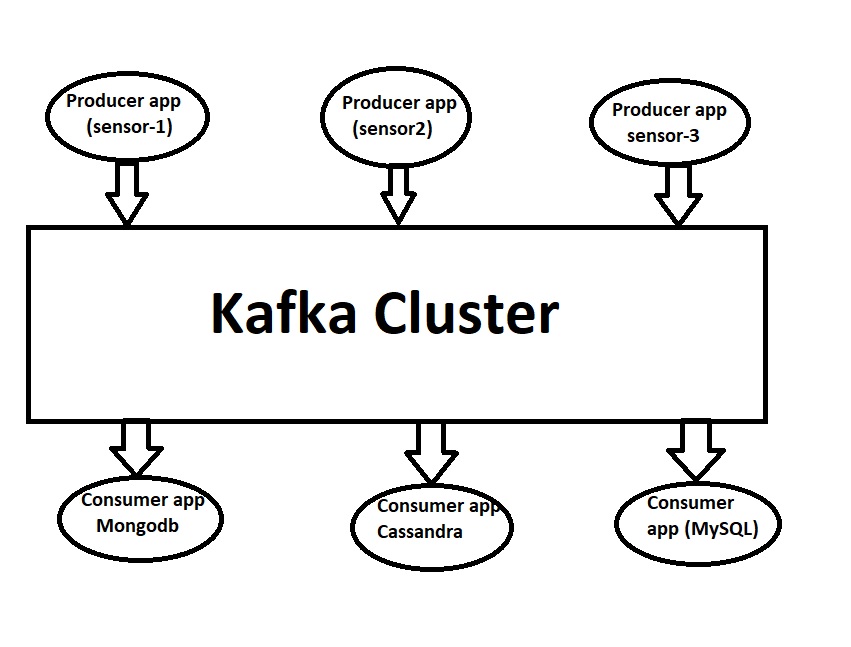 Producer app
(sensor-1)
Producer app
(sensor2)
Producer app
sensor-3
Kafka Cluster
Consumer app
Mongodb
Consumer app
Cassandra
Consumer
app (MySQL)